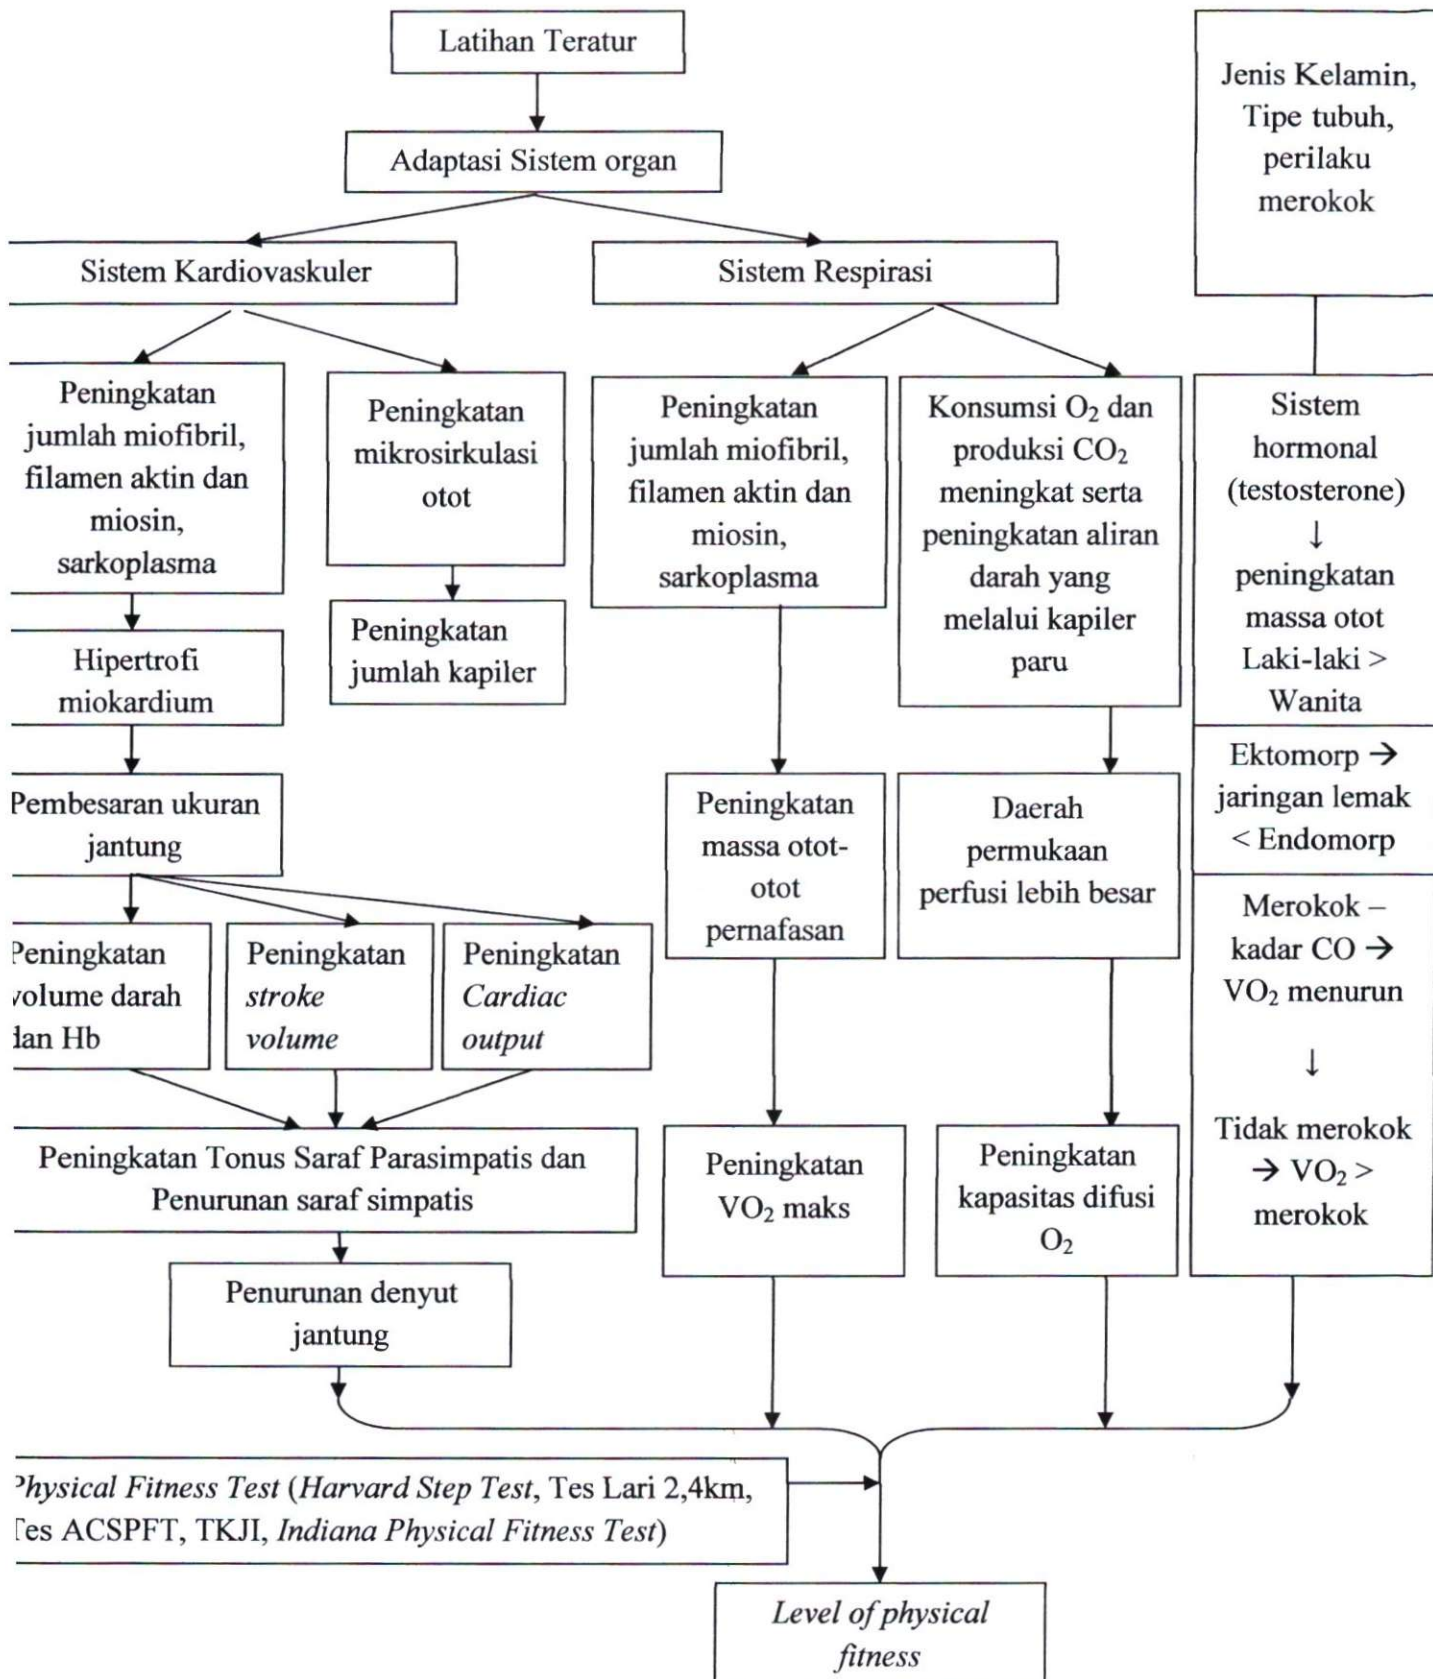 Latihan Teratur
Adaptasi Sistem organ
Sistem Kardiovaskuler
Sistem Respirasi
Jenis Kelamin,
Tipe tubuh,
perilaku
merokok
Peningkatan
jumlah miofibril,
filamen aktin dan
miosin,
sarkoplasma
Peningkatan
mikrosirkulasi
otot
Peningkatan
jumlah miofibril,
filamen aktin dan
miosin,
sarkoplasma
Konsumsi O₂ dan
produksi CO₂
meningkat serta
peningkatan aliran
darah yang
melalui kapiler
paru
Sistem
hormonal
(testosterone)
↓
peningkatan
massa otot
Laki-laki >
Wanita
Hipertrofi
miokardium
Peningkatan
jumlah kapiler
Pembesaran ukuran
jantung
Peningkatan
massa otot-
otot
pernafasan
Daerah
permukaan
perfusi lebih besar
Ektomorp →
jaringan lemak
< Endomorp
Peningkatan
volume darah
dan Hb
Peningkatan
stroke
volume
Peningkatan
Cardiac
output
Merokok –
kadar CO →
VO₂ menurun
↓
Tidak merokok
→ VO₂ >
merokok
Peningkatan Tonus Saraf Parasimpatis dan
Penurunan saraf simpatis
Peningkatan
VO₂ maks
Peningkatan
kapasitas difusi
O₂
Penurunan denyut
jantung
Physical Fitness Test (Harvard Step Test, Tes Lari 2,4km,
Tes ACSPFT, TKJI, Indiana Physical Fitness Test)
Level of physical
fitness